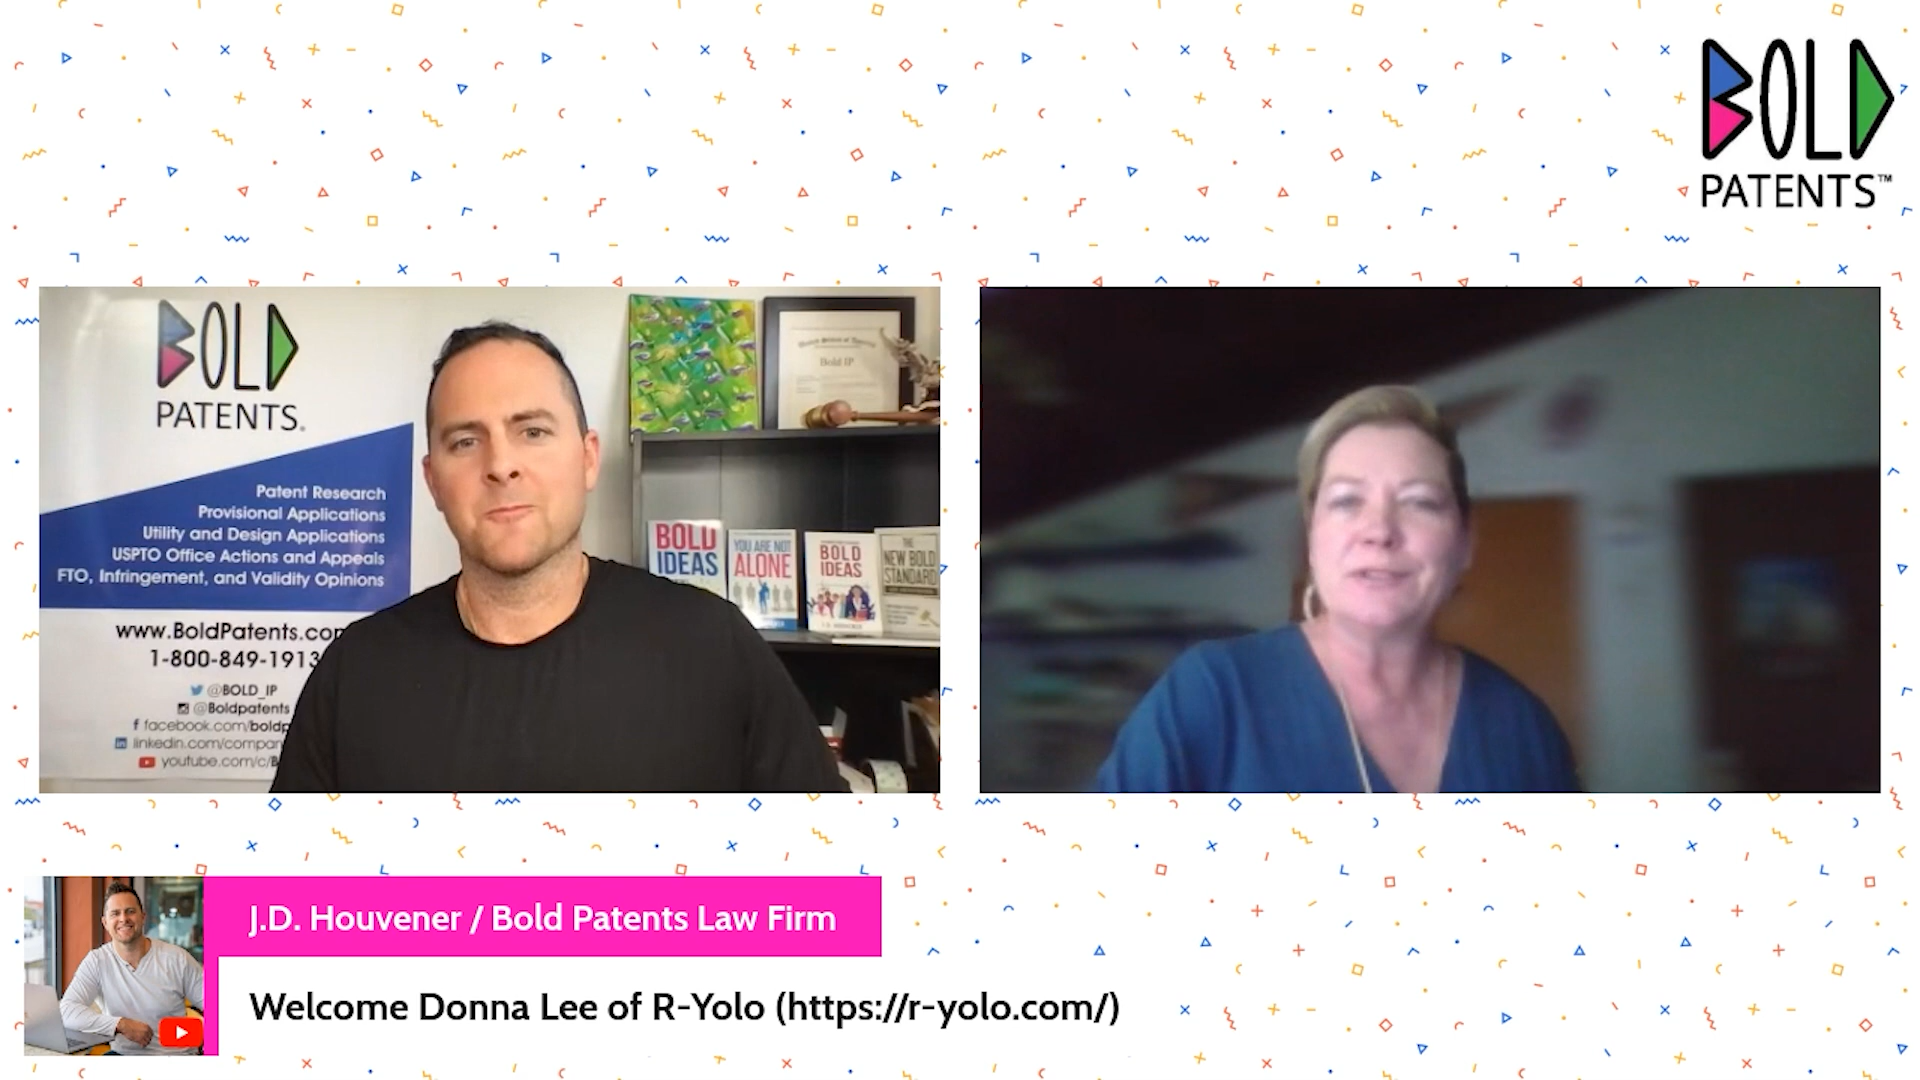 BOLD
PATENTS™
BOLD
PATENTS.
Patent Research
Provisional Applications
Utility and Design Applications
USPTO Office Actions and Appeals
FTO, Infringement, and Validity Opinions
www.BoldPatents.com
1-800-849-1913
@BOLD_IP
@Boldpatents
facebook.com/boldp
linkedin.com/compan
youtube.com/c/B
Bold IP
BOLD
IDEAS
YOU ARE NOT
ALONE
BOLD
IDEAS
THE
NEW BOLD
STANDARD
J.D. Houvener / Bold Patents Law Firm
Welcome Donna Lee of R-Yolo (https://r-yolo.com/)